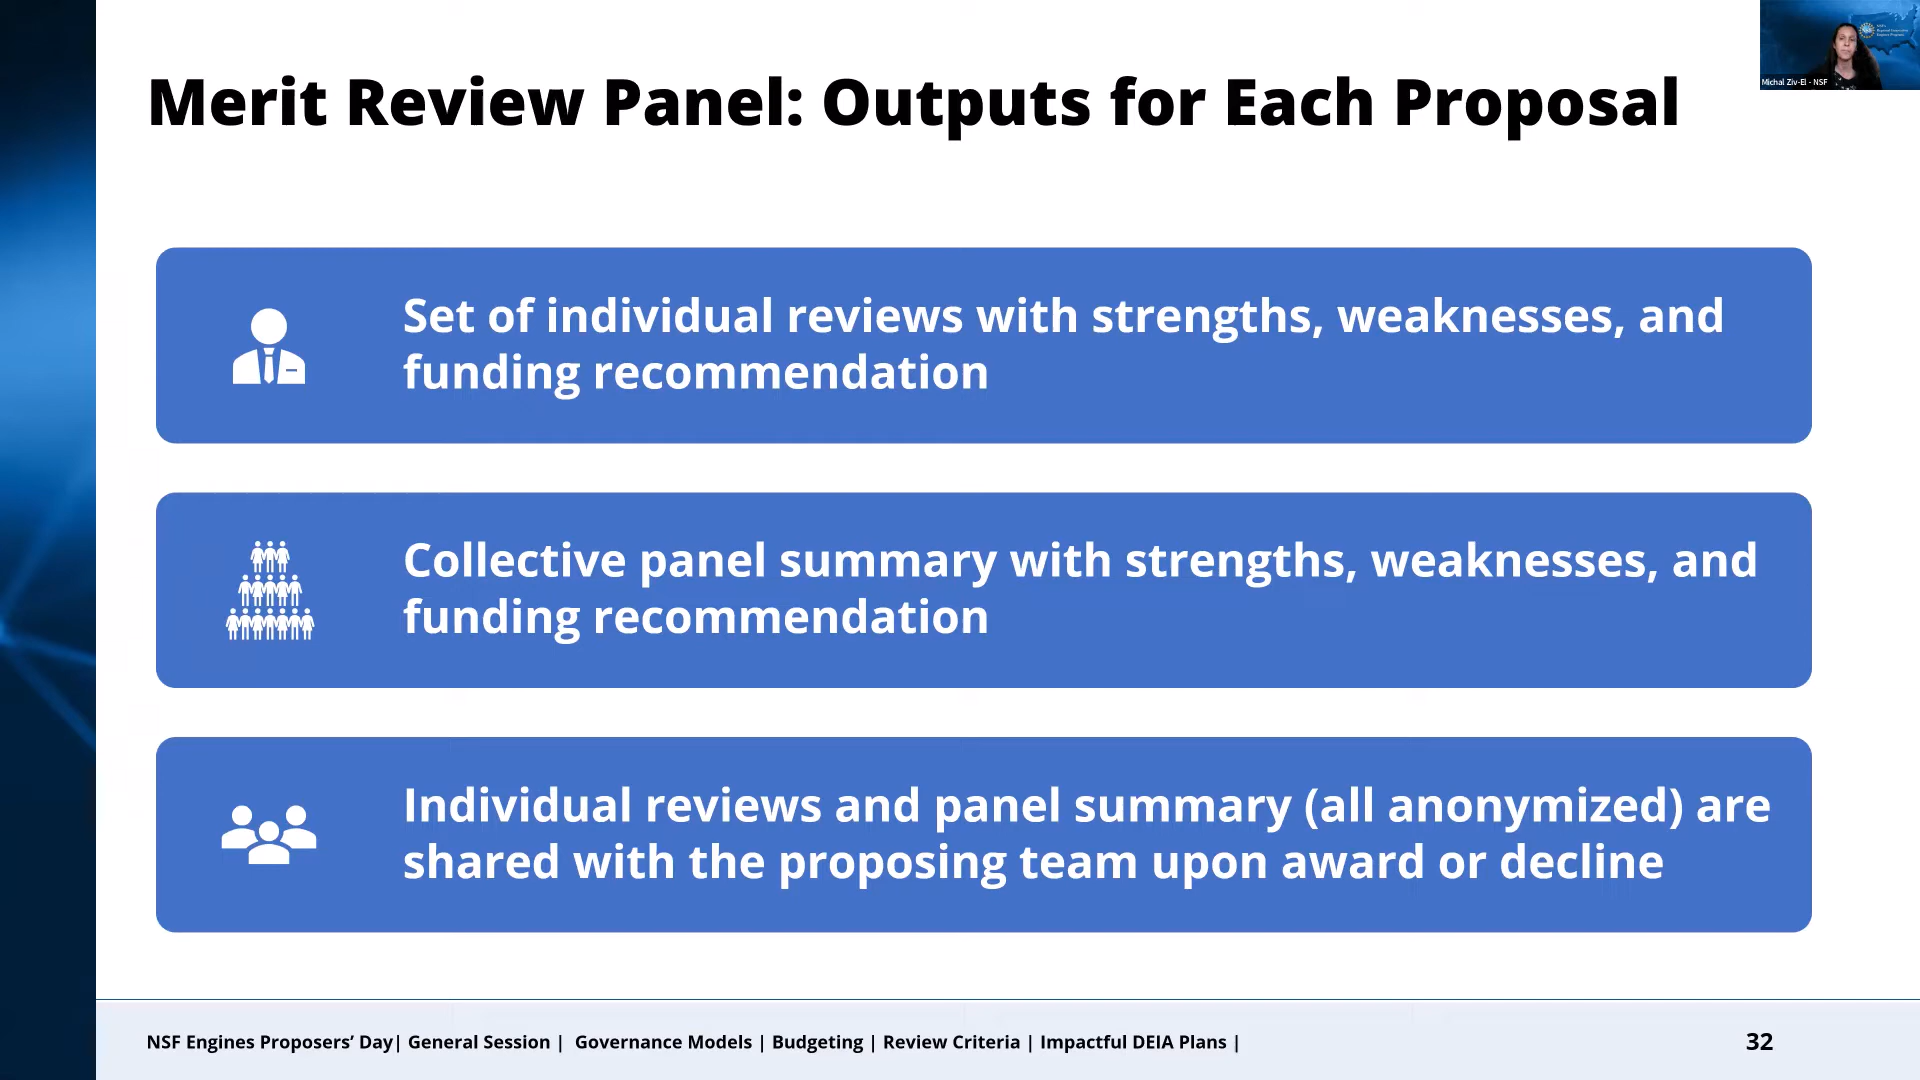 Merit Review Panel: Outputs for Each Proposal
Michal Ziv-El - NSF
Set of individual reviews with strengths, weaknesses, and
funding recommendation
Collective panel summary with strengths, weaknesses, and
funding recommendation
Individual reviews and panel summary (all anonymized) are
shared with the proposing team upon award or decline
NSF Engines Proposers’ Day| General Session | Governance Models | Budgeting | Review Criteria | Impactful DEIA Plans |
32